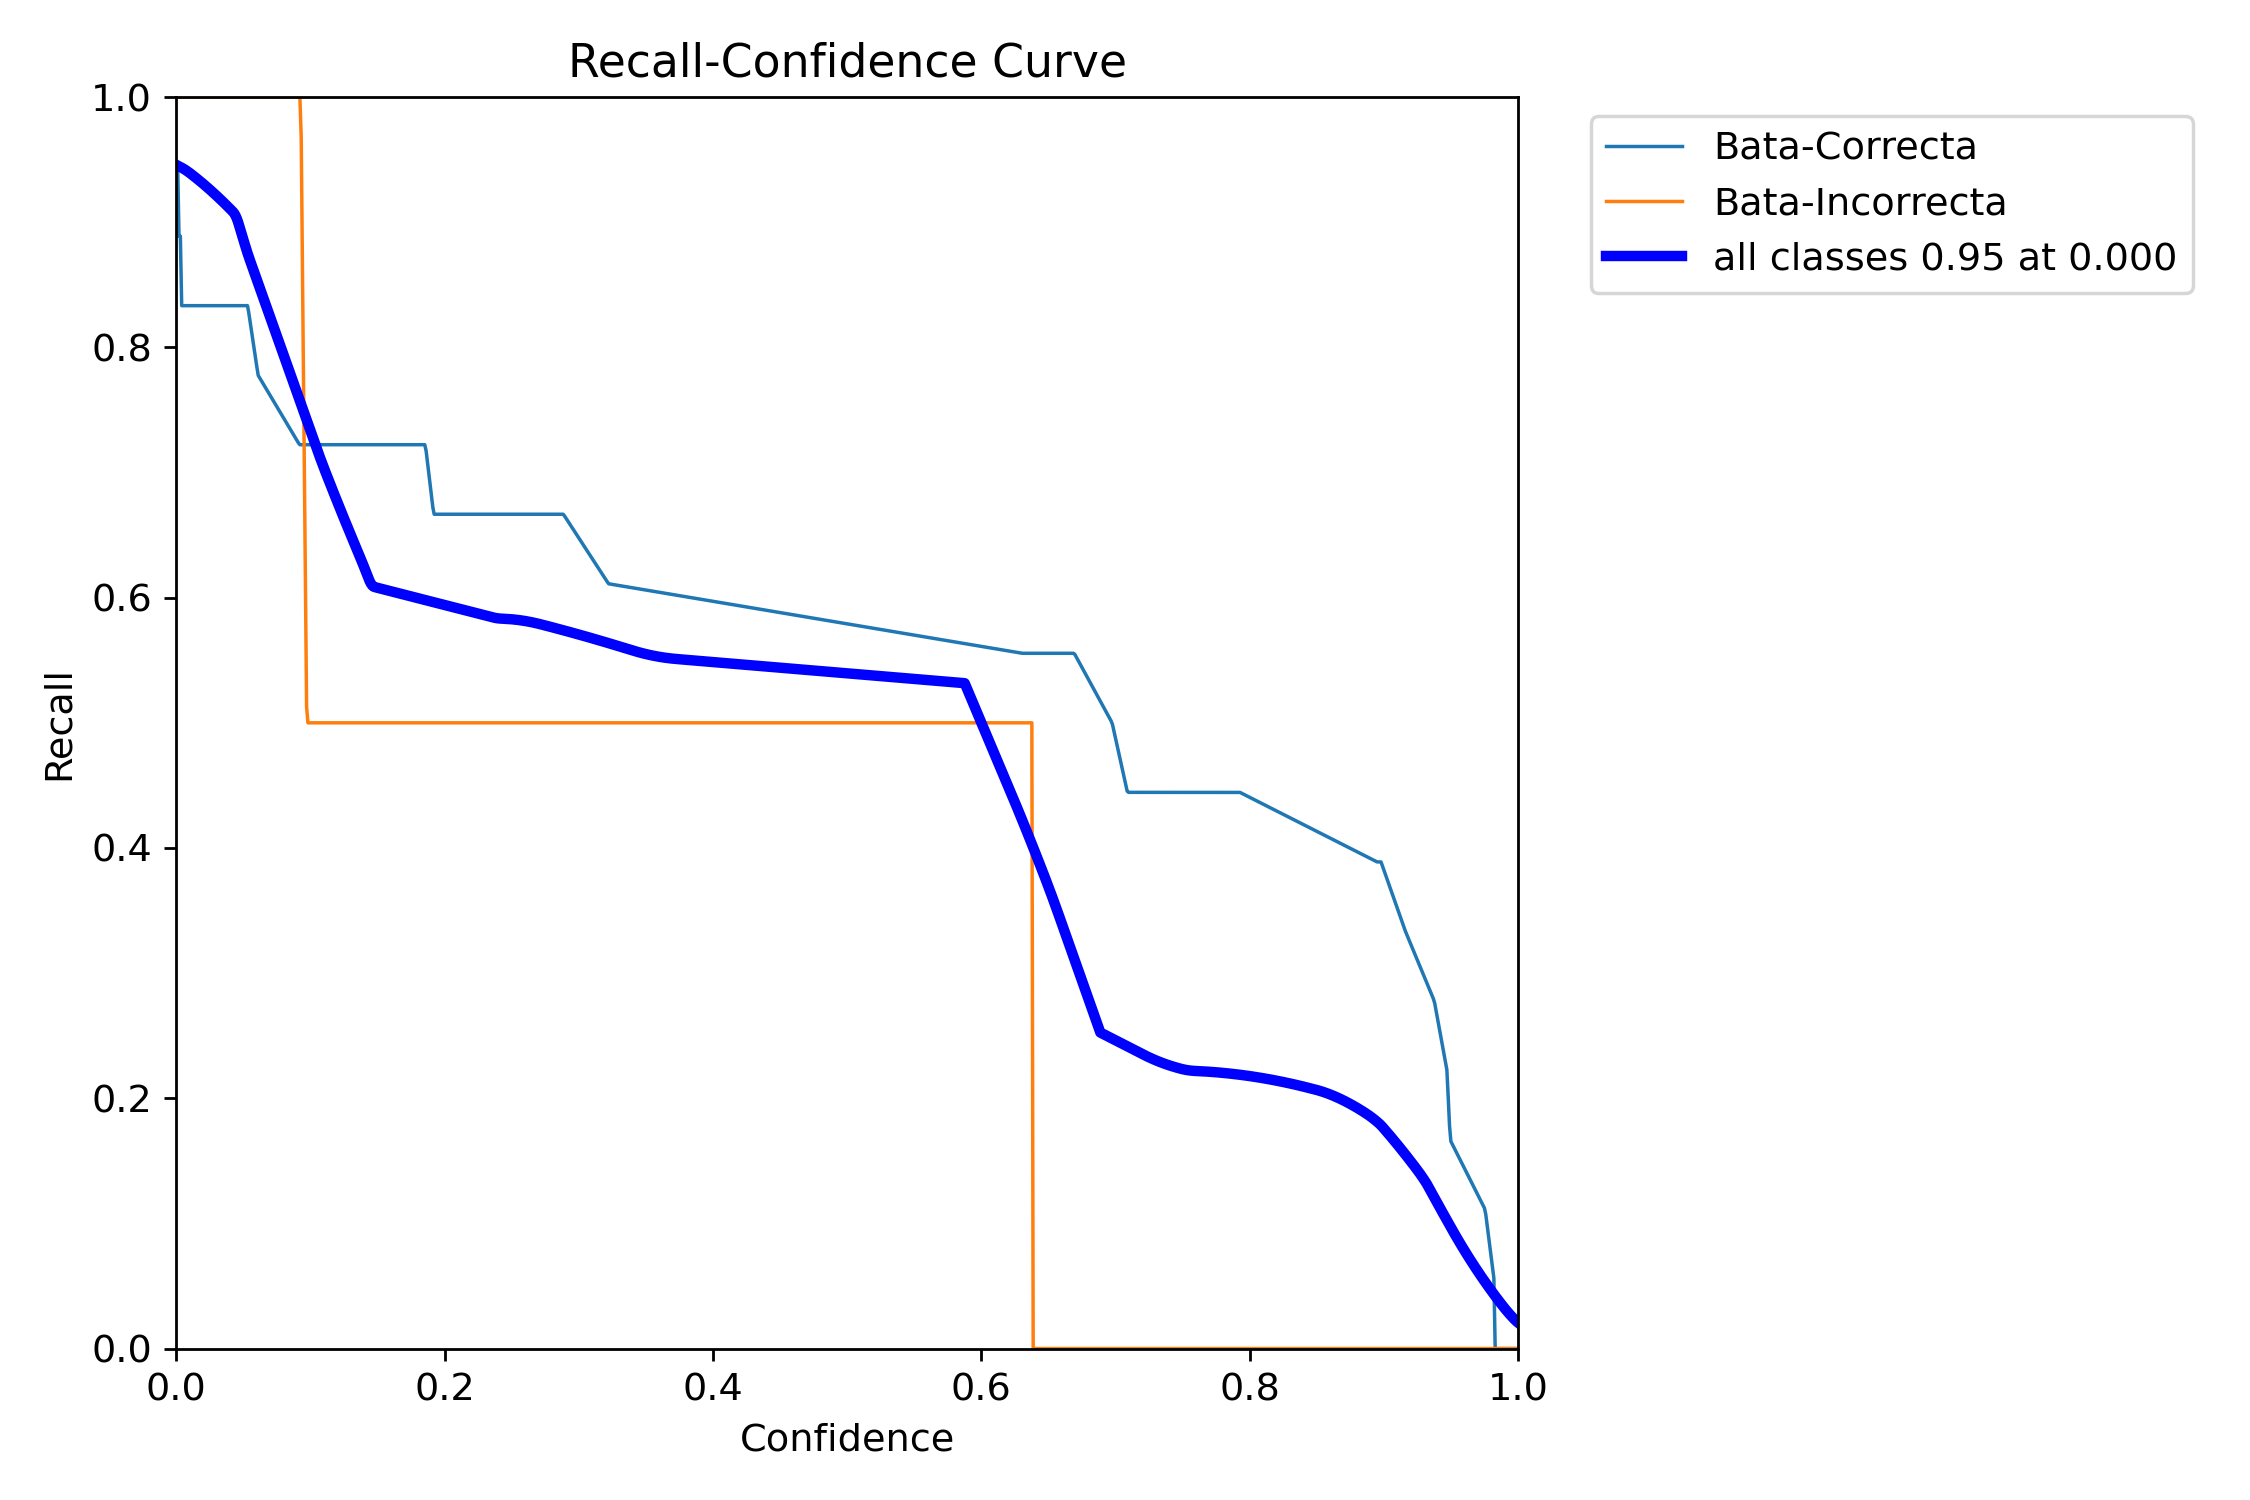 Recall-Confidence Curve
1.0
0.8
0.6
0.4
0.2
0.0
Recall
0.0 0.2 0.4 0.6 0.8 1.0
Confidence
Bata-Correcta
Bata-Incorrecta
all classes 0.95 at 0.000